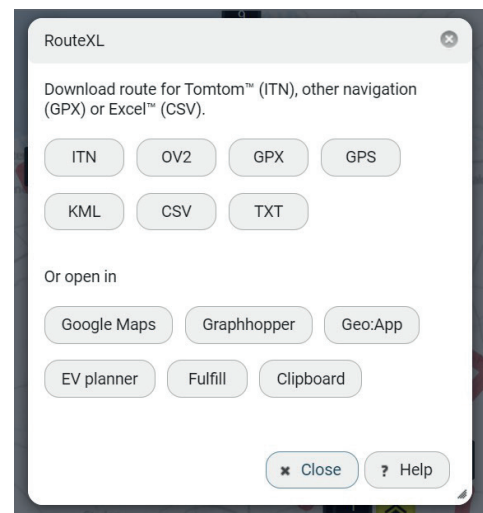 RouteXL
Download route for Tomtom™ (ITN), other navigation
(GPX) or Excel™ (CSV).
ITN OV2 GPX GPS
KML CSV TXT
Or open in
Google Maps Graphhopper Geo:App
EV planner Fulfill Clipboard
× Close ? Help